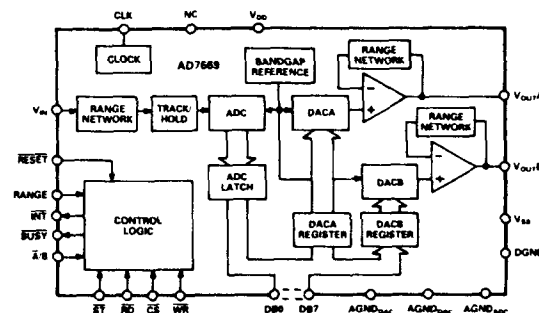 CLK
NC
VDD
CLOCK
AD7669
BANDGAP
REFERENCE
RANGE
NETWORK
VIN
RANGE
NETWORK
TRACK/
HOLD
ADC
DACA
VOUTA
RANGE
NETWORK
RESET
ADC
LATCH
DACB
VOUTB
RANGE
INT
BUSY
A/B
CONTROL
LOGIC
DACA
REGISTER
DACB
REGISTER
VSS
DGND
ST
RD
CS
WR
DB0
DB7
AGNDDAC
AGNDDAC
AGNDADC